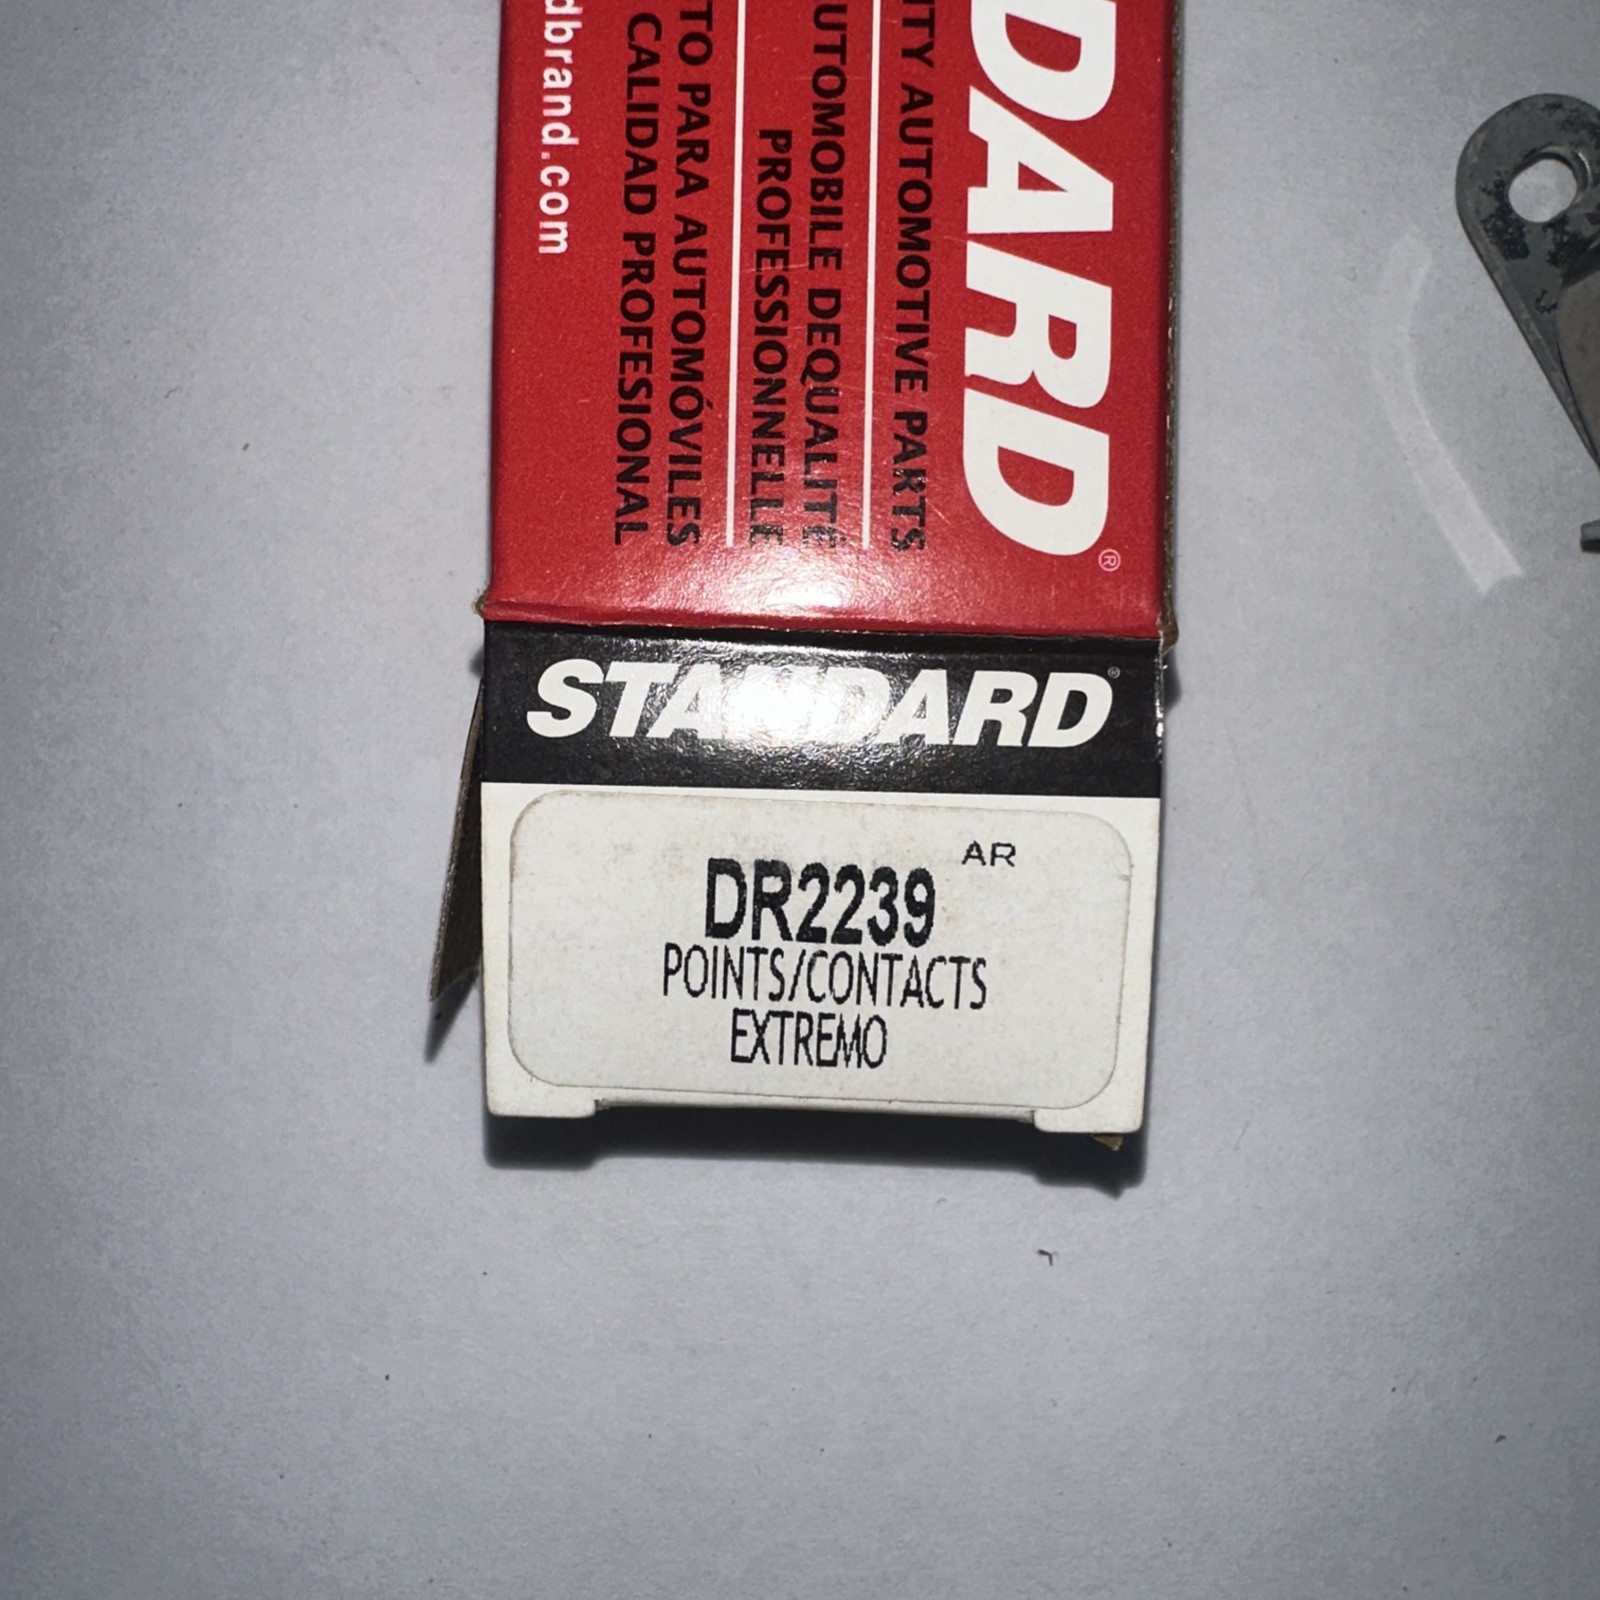 DARD®
ITY AUTOMOTIVE PARTS
UTOMOBILE DEQUALITÉ
PROFESSIONNELLE
TO PARA AUTOMÓVILES
CALIDAD PROFESIONAL
dbrand.com
STANDARD®
AR
DR2239
POINTS/CONTACTS
EXTREMO